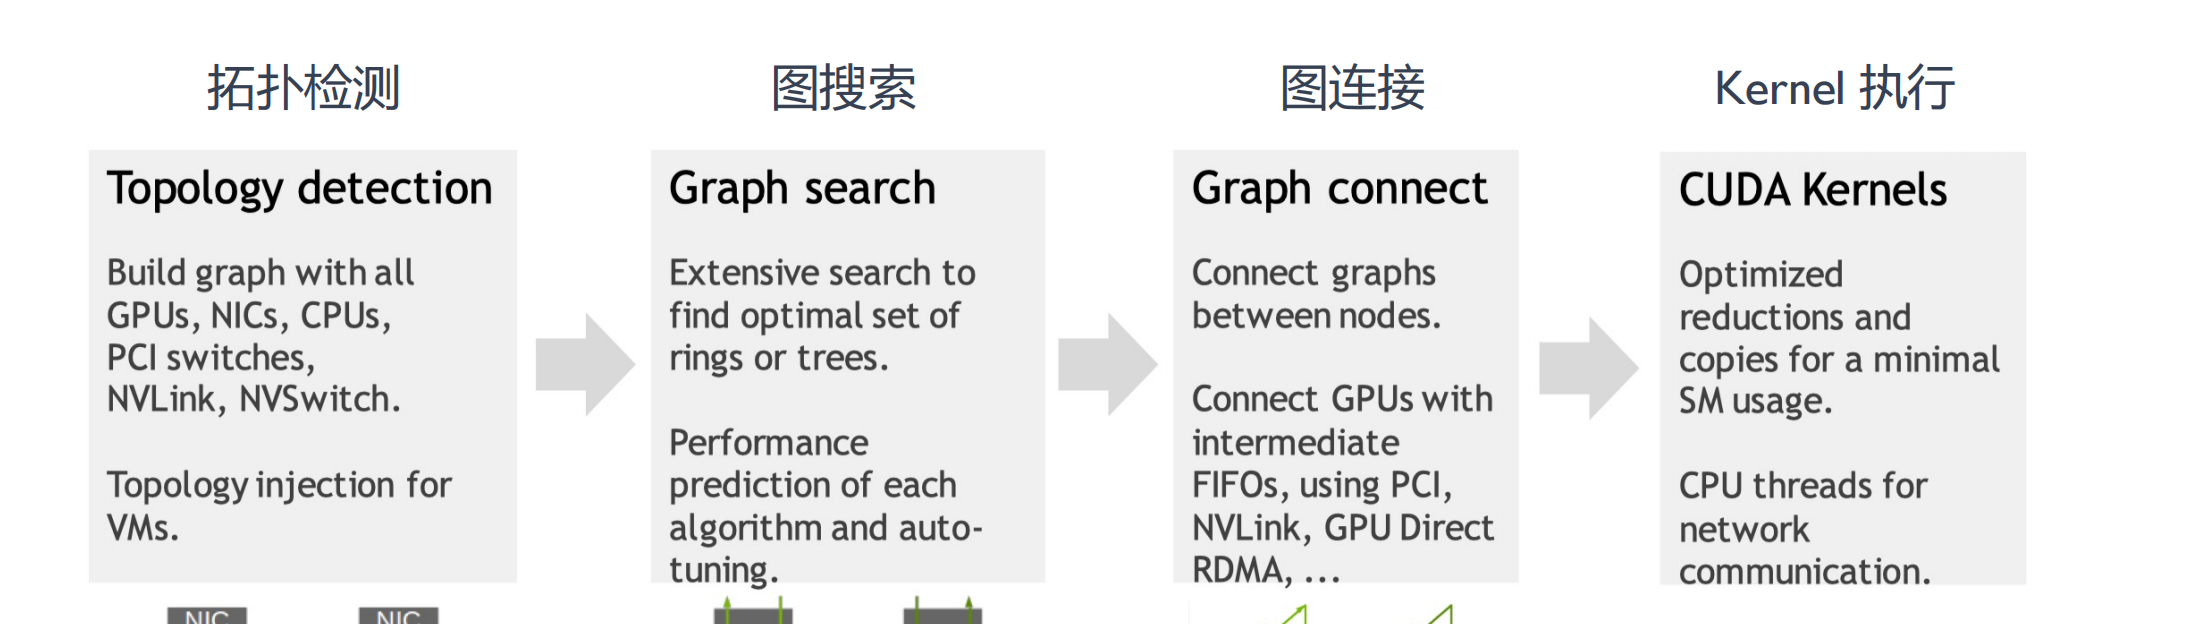 拓扑检测
图搜索
图连接
Kernel 执行
Topology detection
Build graph with all
GPUs, NICs, CPUs,
PCI switches,
NVLink, NVSwitch.
Topology injection for
VMs.
Graph search
Extensive search to
find optimal set of
rings or trees.
Performance
prediction of each
algorithm and auto-
tuning.
Graph connect
Connect graphs
between nodes.
Connect GPUs with
intermediate
FIFOs, using PCI,
NVLink, GPU Direct
RDMA, ...
CUDA Kernels
Optimized
reductions and
copies for a minimal
SM usage.
CPU threads for
network
communication.
NIC
NIC